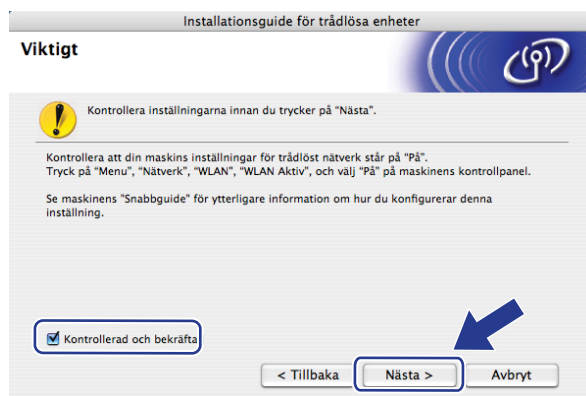 Installationsguide för trådlösa enheter
Viktigt
Kontrollera inställningarna innan du trycker på "Nästa".
Kontrollera att din maskins inställningar för trådlöst nätverk står på "På".
Tryck på "Menu", "Nätverk", "WLAN", "WLAN Aktiv", och välj "På" på maskinens kontrollpanel.
Se maskinens "Snabbguide" för ytterligare information om hur du konfigurerar denna
inställning.
Kontrollerad och bekräfta
< Tillbaka
Nästa >
Avbryt